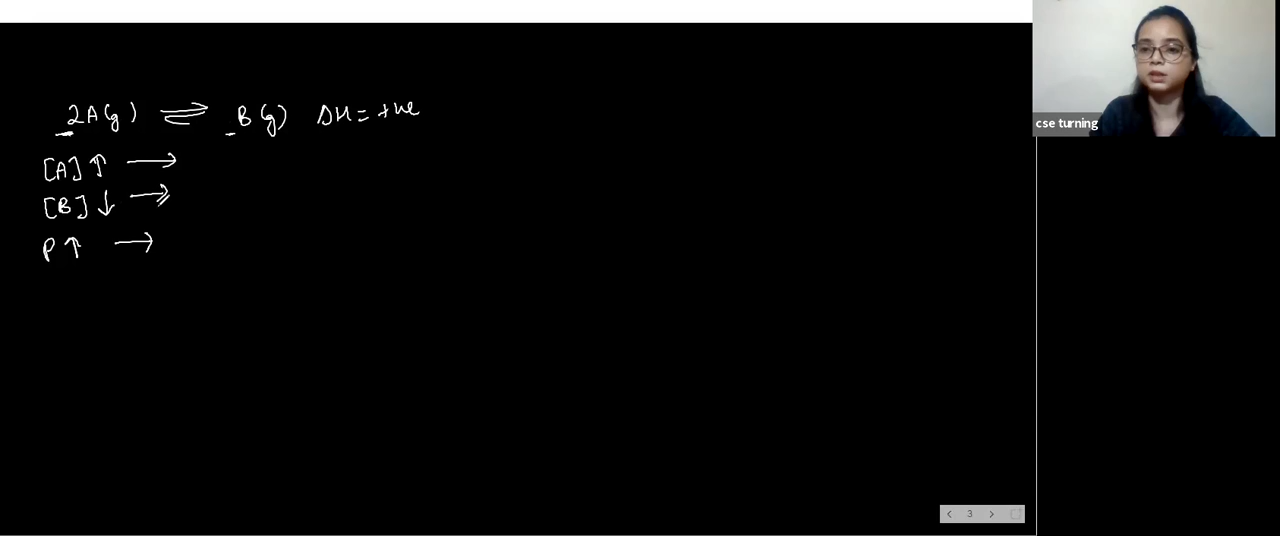 2A(g) ⇌ B(g) ΔH = +ve
[A] ↑ →
[B] ↓ →
P ↑ →
cse turning
3